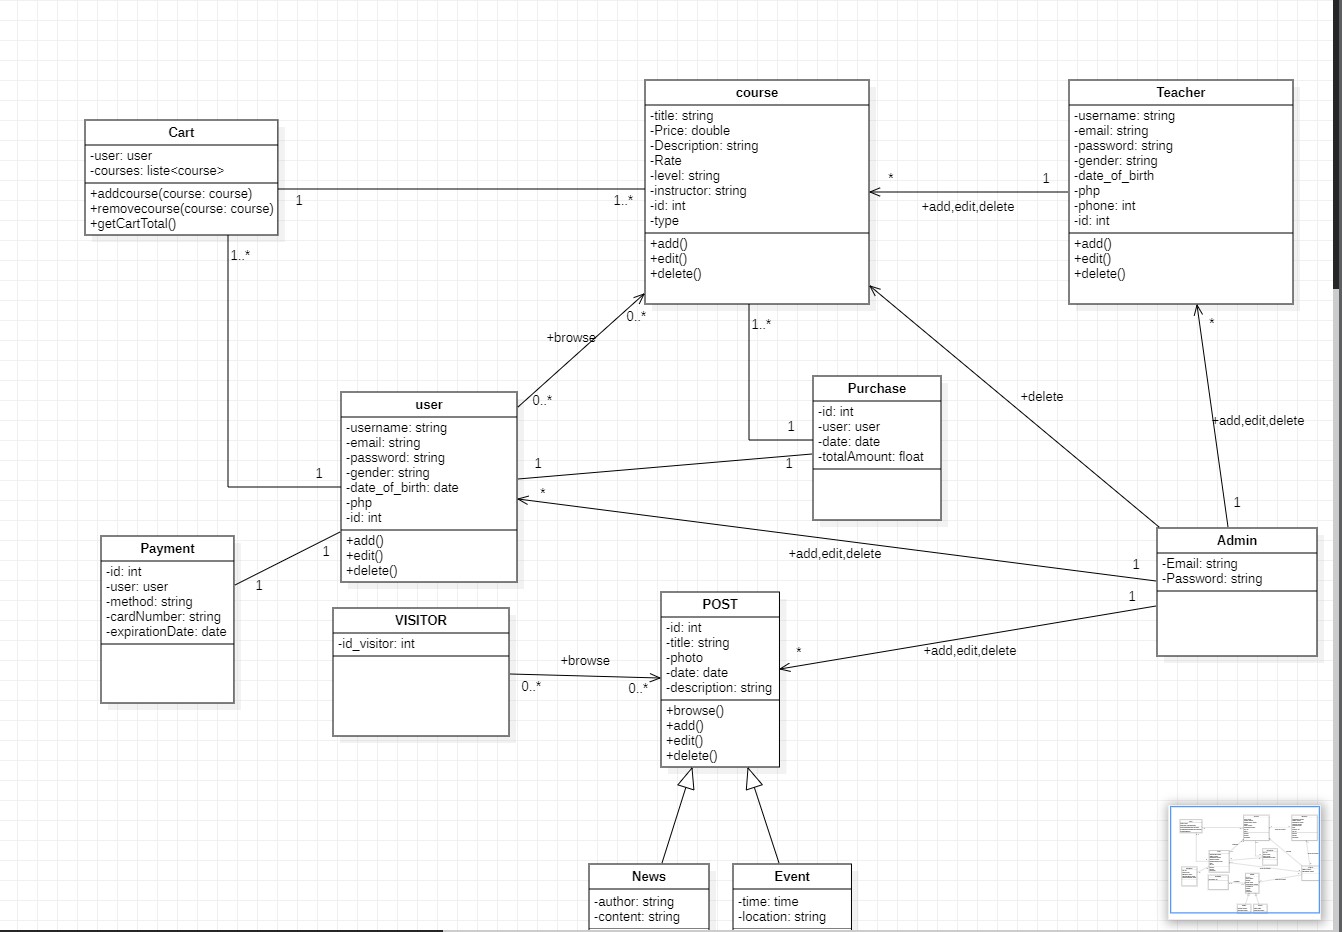 course
-title: string
-Price: double
-Description: string
-Rate
-level: string
-instructor: string
-id: int
-type
+add()
+edit()
+delete()
Teacher
-username: string
-email: string
-password: string
-gender: string
-date_of_birth
-php
-phone: int
-id: int
+add()
+edit()
+delete()
Cart
-user: user
-courses: liste<course>
+addcourse(course: course)
+removecourse(course: course)
+getCartTotal()
1
1..*
*
1
+add,edit,delete
1..*
1
+browse
0..*
0..*
1..*
1
user
-username: string
-email: string
-password: string
-gender: string
-date_of_birth: date
-php
-id: int
+add()
+edit()
+delete()
Purchase
-id: int
-user: user
-date: date
-totalAmount: float
1
1
+delete
*
+add,edit,delete
1
*
+add,edit,delete
1
Admin
-Email: string
-Password: string
Payment
-id: int
-user: user
-method: string
-cardNumber: string
-expirationDate: date
1
1
VISITOR
-id_visitor: int
+browse
0..*
0..*
POST
-id: int
-title: string
-photo
-date: date
-description: string
+browse()
+add()
+edit()
+delete()
*
+add,edit,delete
1
News
-author: string
-content: string
Event
-time: time
-location: string